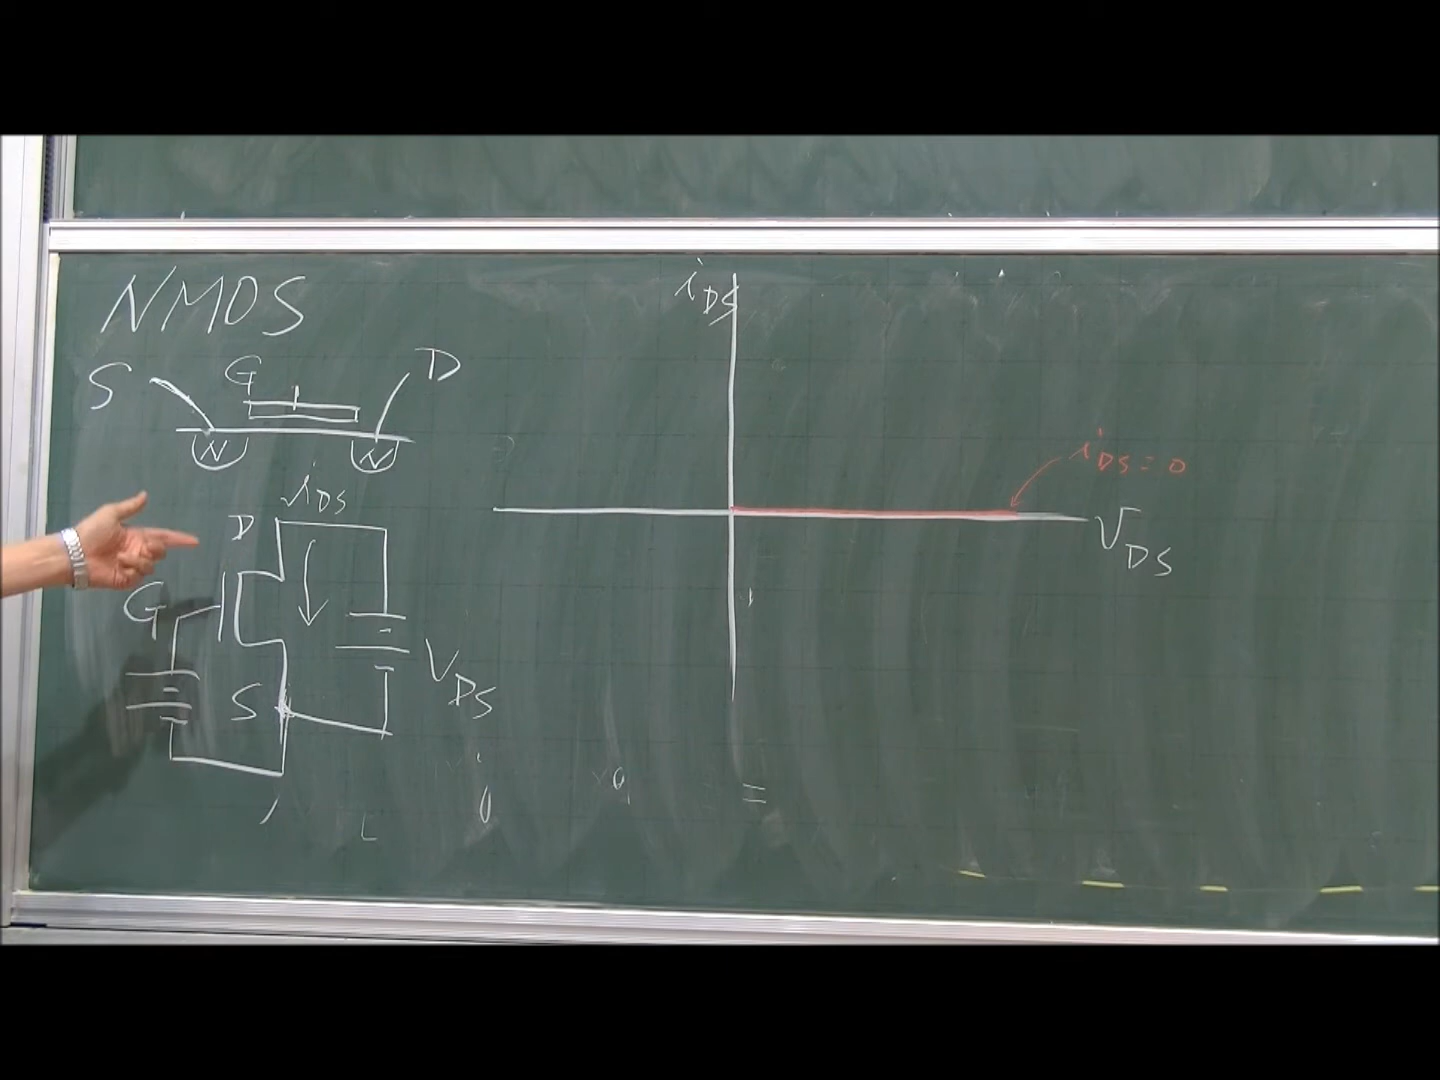 NMOS
S G D
N N
iDS
D
G
S
VDS
iDS
iDS = 0
VDS